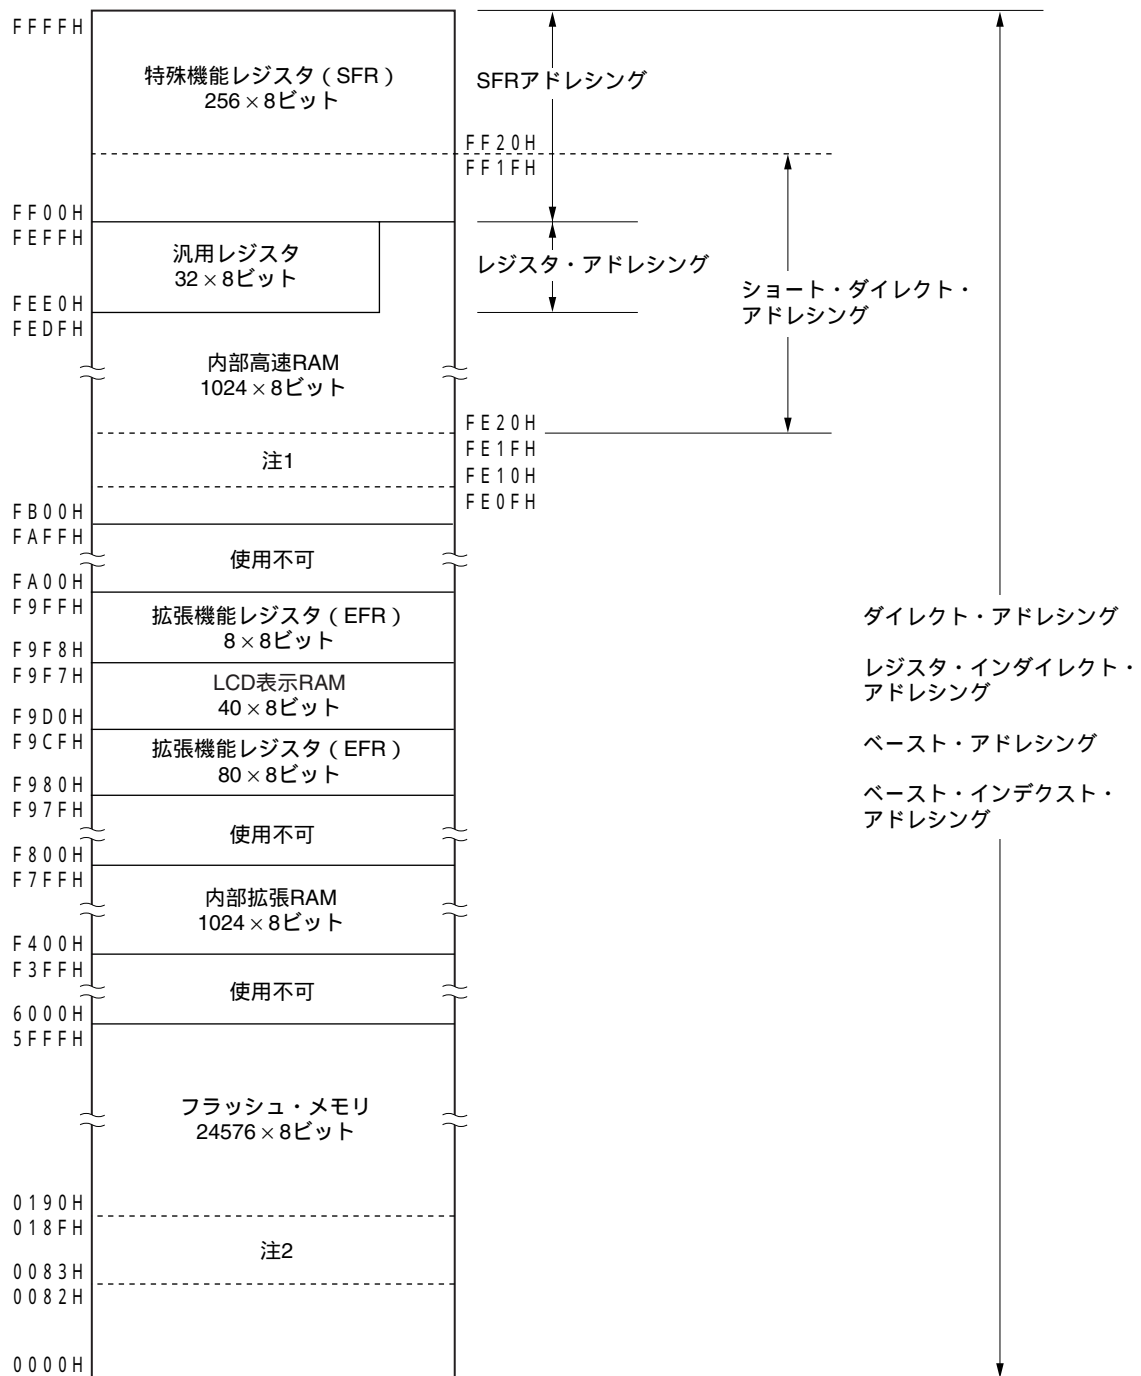 FFFFH
特殊機能レジスタ（SFR）
256×8ビット
SFRアドレシング
FF20H
FF1FH
FF00H
FEFFH
汎用レジスタ
32×8ビット
レジスタ・アドレシング
ショート・ダイレクト・
アドレシング
FEE0H
FEDFH
内部高速RAM
1024×8ビット
FE20H
FE1FH
注1
FE10H
FE0FH
FB00H
FAFFH
使用不可
FA00H
F9FFH
拡張機能レジスタ（EFR）
8×8ビット
ダイレクト・アドレシング
F9F8H
F9F7H
LCD表示RAM
40×8ビット
レジスタ・インダイレクト・
アドレシング
F9D0H
F9CFH
拡張機能レジスタ（EFR）
80×8ビット
ベースト・アドレシング
F980H
F97FH
ベースト・インデクスト・
アドレシング
使用不可
F800H
F7FFH
内部拡張RAM
1024×8ビット
F400H
F3FFH
使用不可
6000H
5FFFH
フラッシュ・メモリ
24576×8ビット
0190H
018FH
注2
0083H
0082H
0000H